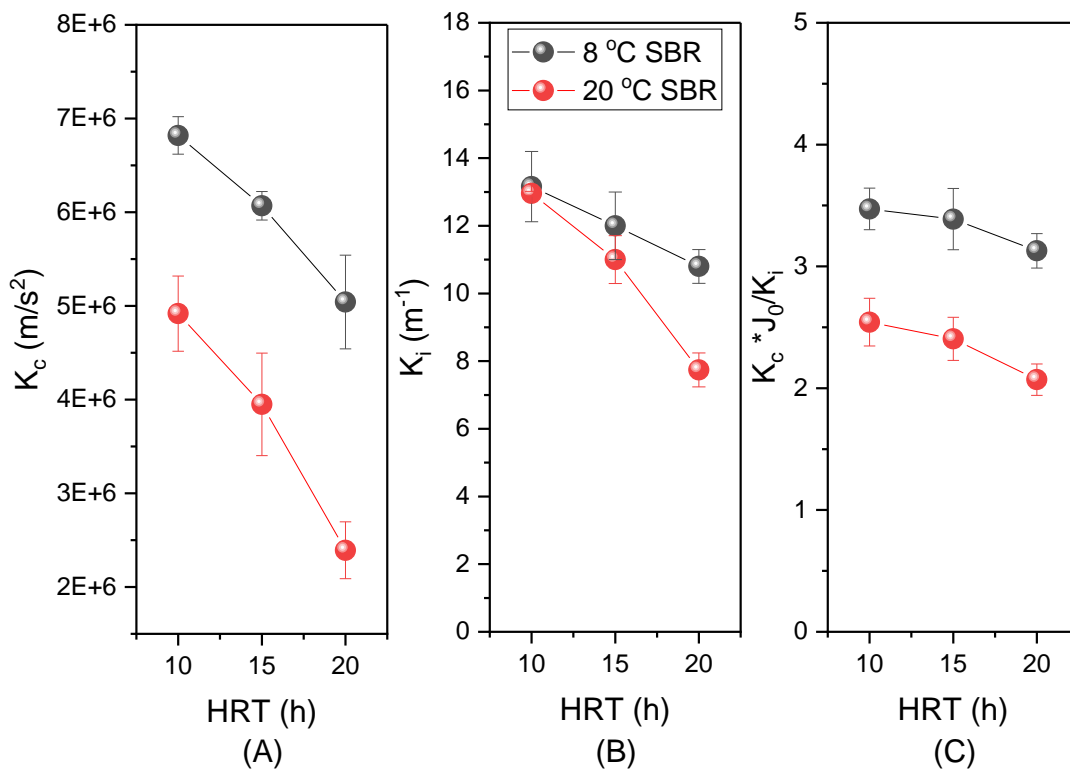 8E+6
7E+6
6E+6
5E+6
4E+6
3E+6
2E+6
K_c (m/s²)
10 15 20
HRT (h)
(A)
18
16
14
12
10
8
6
4
2
0
K_i (m⁻¹)
8 °C SBR
20 °C SBR
10 15 20
HRT (h)
(B)
5
4
3
2
1
0
K_c *J_0/K_i
10 15 20
HRT (h)
(C)